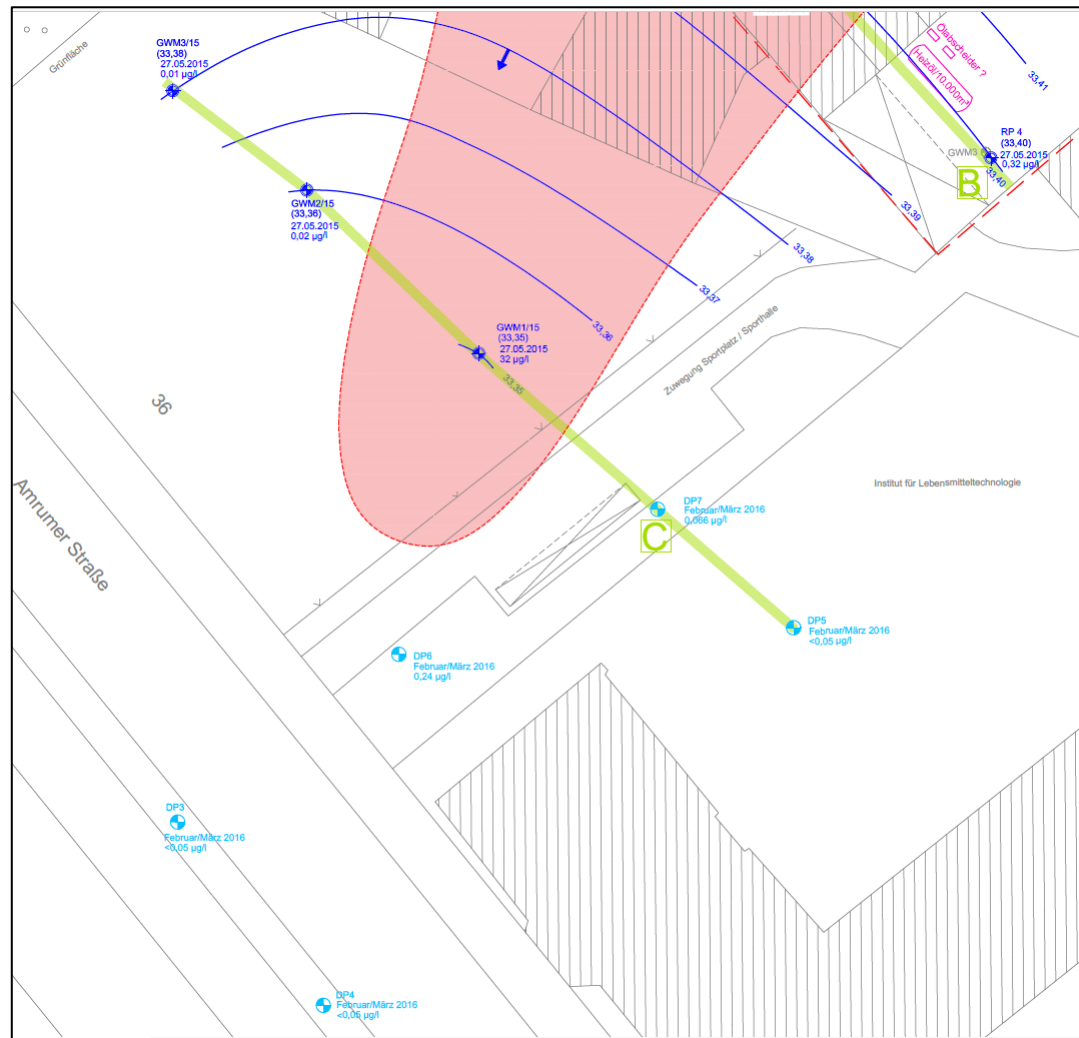 Grünfläche
GWM3/15
(33,38)
27.05.2015
0,01 µg/l
Ölabscheider ?
(Heizöl/10.000m³)
33,41
RP 4
(33,40)
27.05.2015
0,32 µg/l
GWM3
33,40
B
33,39
GWM2/15
(33,36)
27.05.2015
0,02 µg/l
33,38
33,37
33,36
GWM1/15
(33,35)
27.05.2015
32 µg/l
33,35
Zuwegung Sportplatz / Sporthalle
36
Amrumer Straße
Institut für Lebensmitteltechnologie
DP7
Februar/März 2016
0,066 µg/l
C
DP5
Februar/März 2016
<0,05 µg/l
DP6
Februar/März 2016
0,24 µg/l
DP3
Februar/März 2016
<0,05 µg/l
DP4
Februar/März 2016
<0,05 µg/l